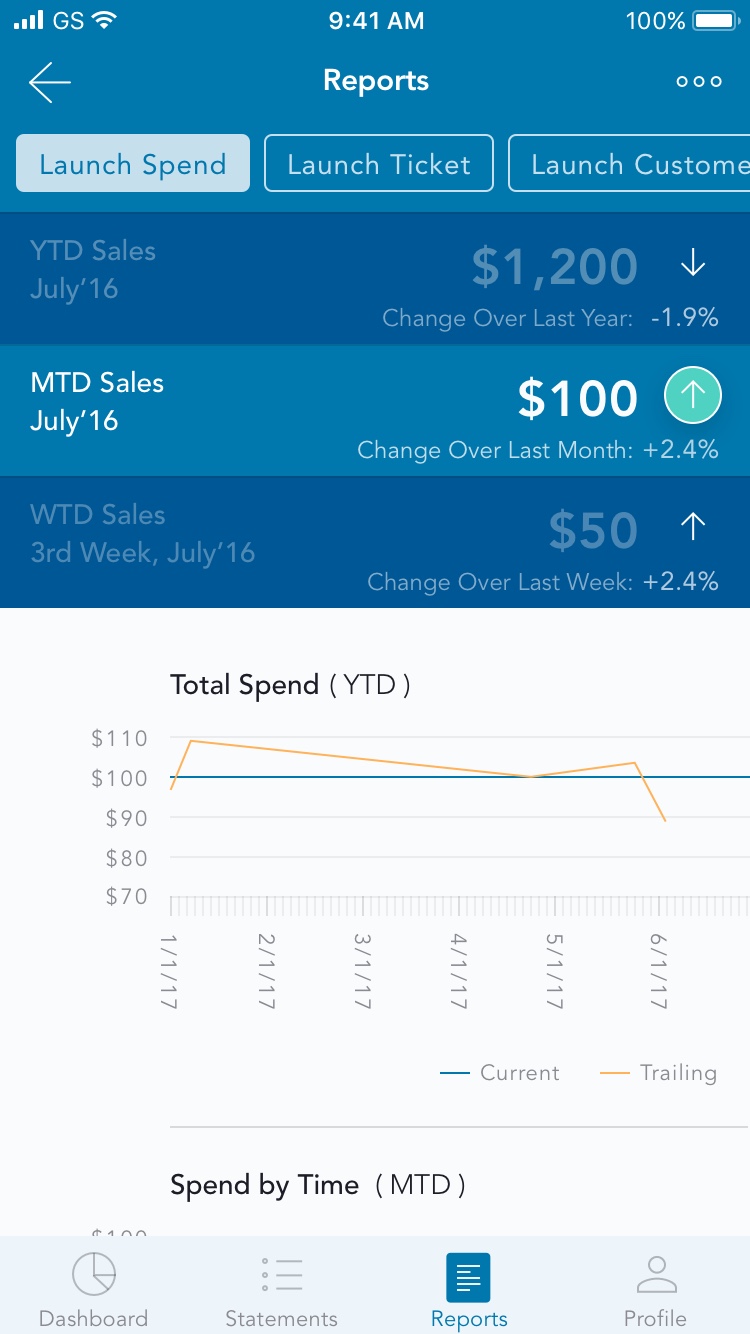 GS 9:41 AM 100%
Reports
Launch Spend Launch Ticket Launch Custome
YTD Sales
July’16
$1,200
Change Over Last Year: -1.9%
MTD Sales
July’16
$100
Change Over Last Month: +2.4%
WTD Sales
3rd Week, July’16
$50
Change Over Last Week: +2.4%
Total Spend ( YTD )
$110
$100
$90
$80
$70
1/1/17 2/1/17 3/1/17 4/1/17 5/1/17 6/1/17
Current Trailing
Spend by Time ( MTD )
$100
Dashboard Statements Reports Profile